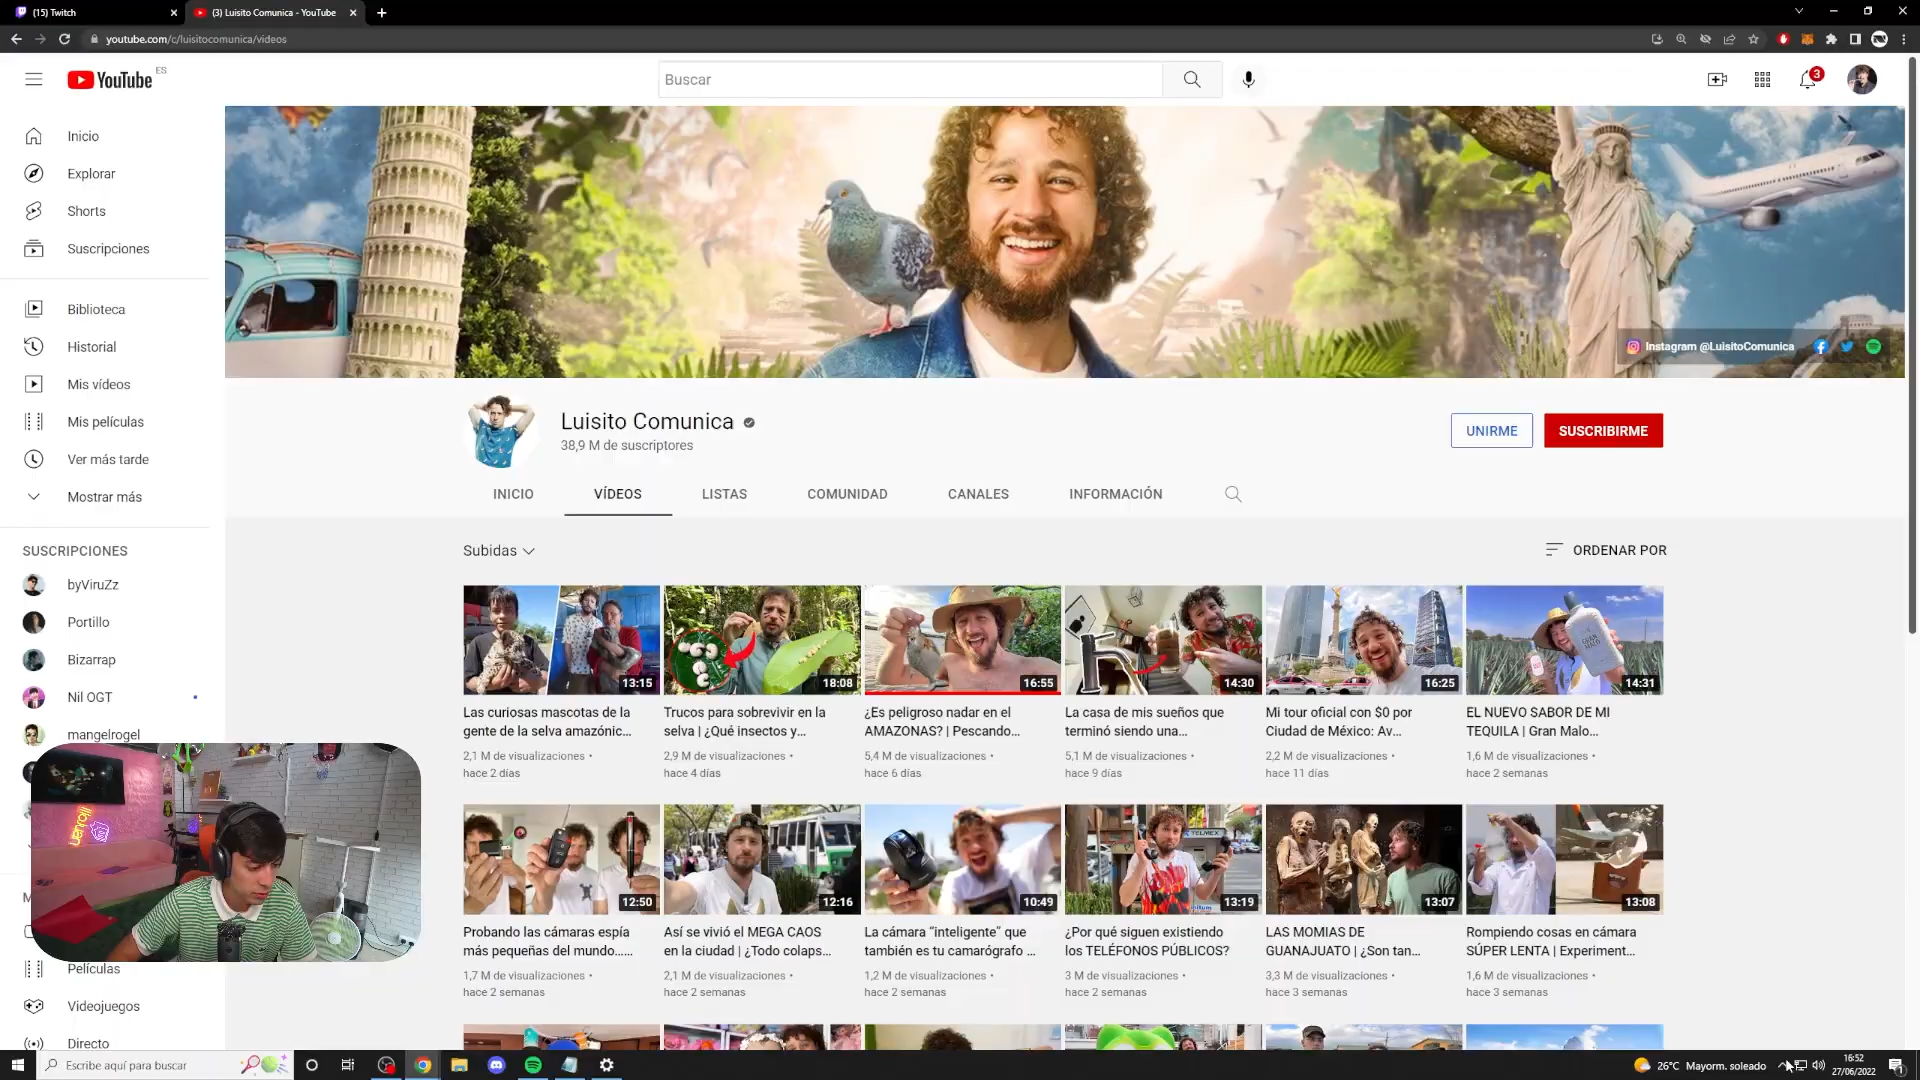 (15) Twitch
(3) Luisito Comunica - YouTube
youtube.com/c/luisitocomunica/videos
YouTube ES
Buscar
3
Inicio
Explorar
Shorts
Suscripciones
Biblioteca
Historial
Mis vídeos
Mis películas
Ver más tarde
Mostrar más
SUSCRIPCIONES
byViruZz
Portillo
Bizarrap
Nil OGT
mangelrogel
Películas
Videojuegos
Directo
Instagram @LuisitoComunica
Luisito Comunica
38,9 M de suscriptores
UNIRME
SUSCRIBIRME
INICIO
VÍDEOS
LISTAS
COMUNIDAD
CANALES
INFORMACIÓN
Subidas
ORDENAR POR
13:15
Las curiosas mascotas de la
gente de la selva amazónic...
2,1 M de visualizaciones •
hace 2 días
18:08
Trucos para sobrevivir en la
selva | ¿Qué insectos y...
2,9 M de visualizaciones •
hace 4 días
16:55
¿Es peligroso nadar en el
AMAZONAS? | Pescando...
5,4 M de visualizaciones •
hace 6 días
14:30
La casa de mis sueños que
terminó siendo una...
5,1 M de visualizaciones •
hace 9 días
16:25
Mi tour oficial con $0 por
Ciudad de México: Av...
2,2 M de visualizaciones •
hace 11 días
GRAN MALO
14:31
EL NUEVO SABOR DE MI
TEQUILA | Gran Malo...
1,6 M de visualizaciones •
hace 2 semanas
12:50
Probando las cámaras espía
más pequeñas del mundo.....
1,7 M de visualizaciones •
hace 2 semanas
12:16
Así se vivió el MEGA CAOS
en la ciudad | ¿Todo colaps...
2,1 M de visualizaciones •
hace 2 semanas
10:49
La cámara “inteligente” que
también es tu camarógrafo ...
1,2 M de visualizaciones •
hace 2 semanas
TELMEX
13:19
¿Por qué siguen existiendo
los TELÉFONOS PÚBLICOS?
3 M de visualizaciones •
hace 2 semanas
13:07
LAS MOMIAS DE
GUANAJUATO | ¿Son tan...
3,3 M de visualizaciones •
hace 3 semanas
13:08
Rompiendo cosas en cámara
SÚPER LENTA | Experiment...
1,6 M de visualizaciones •
hace 3 semanas
Escribe aquí para buscar
26°C Mayorm. soleado
16:52
27/06/2022